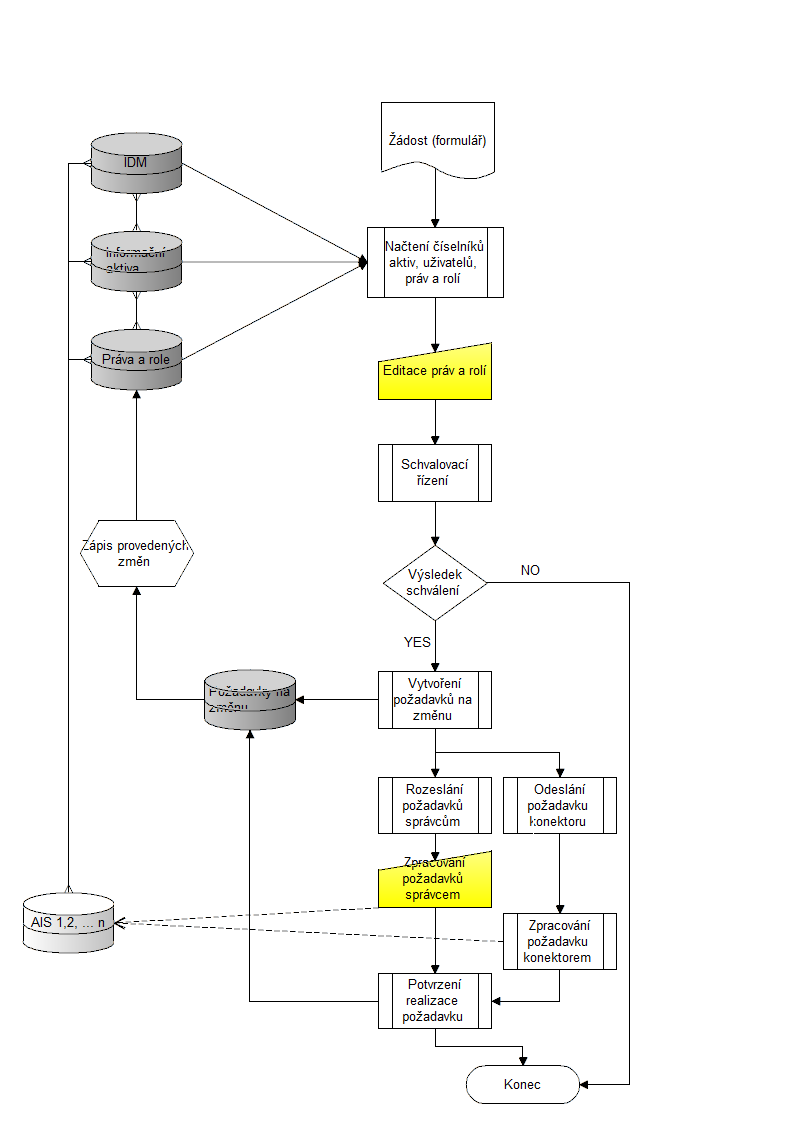 Žádost (formulář)
IDM
Načtení číselníků
aktiv, uživatelů,
práv a rolí
Informační
aktiva
Práva a role
Editace práv a rolí
Schvalovací
řízení
Zápis provedených
změn
Výsledek
schválení
NO
YES
Vytvoření
požadavků na
změnu
Požadavky na
změnu
Rozeslání
požadavků
správcům
Odeslání
požadavku
konektoru
Zpracování
požadavků
správcem
AIS 1,2, ... n
Zpracování
požadavku
konektorem
Potvrzení
realizace
požadavku
Konec